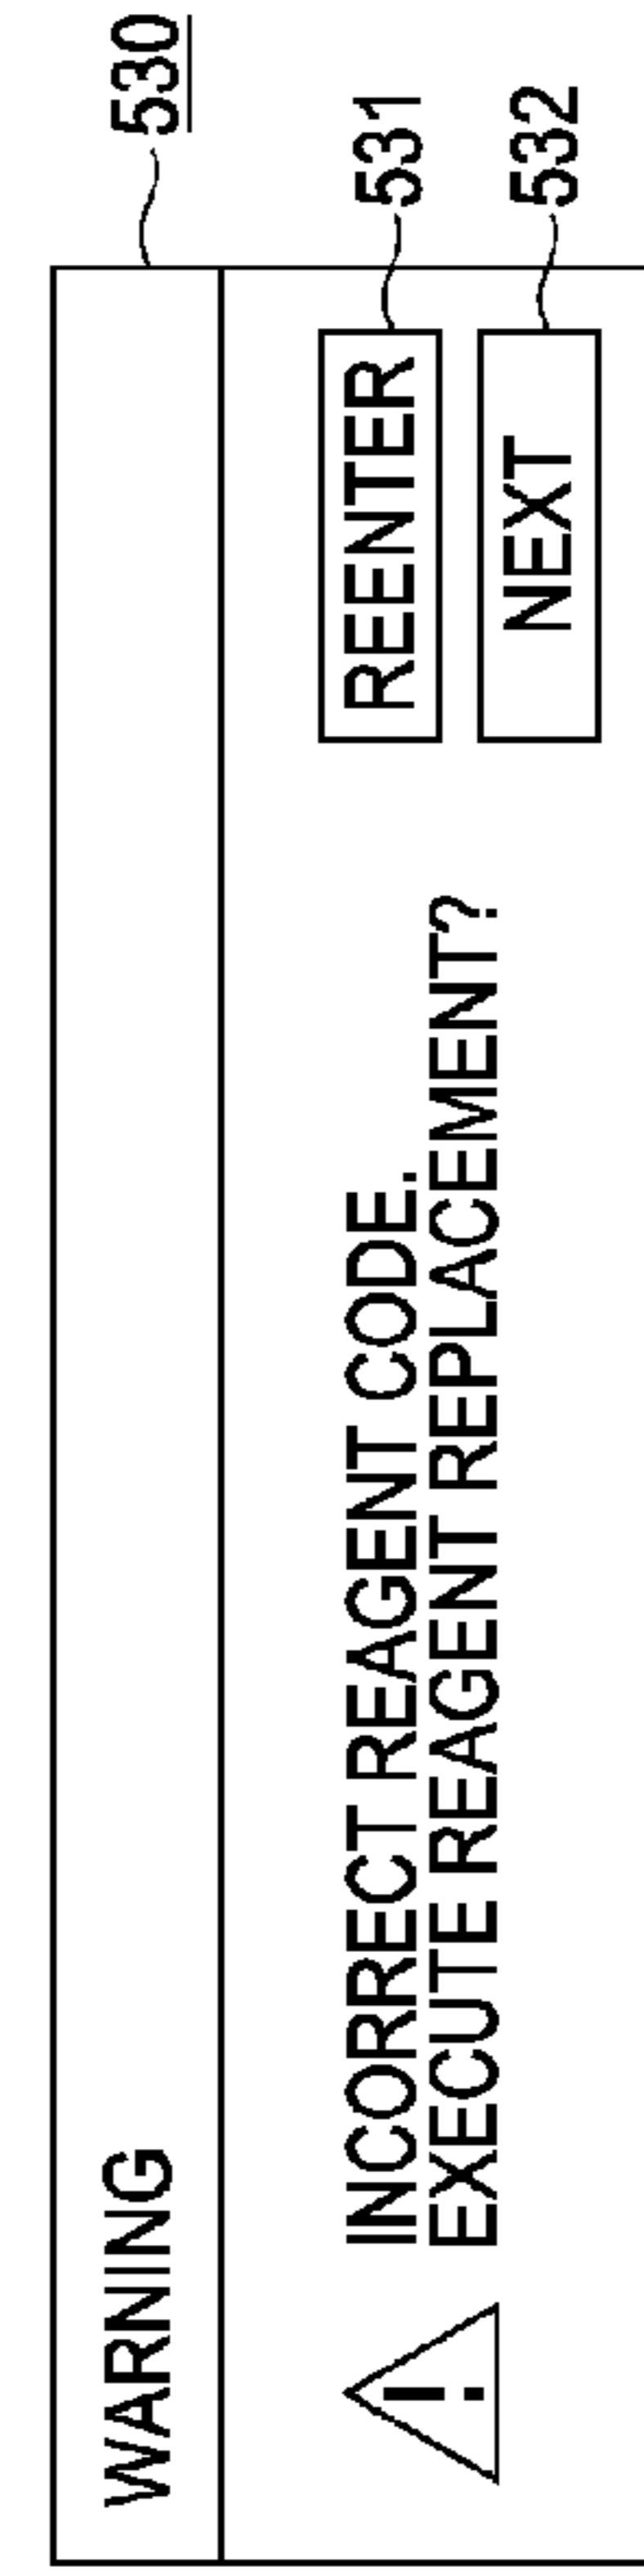 530
WARNING
! INCORRECT REAGENT CODE.
EXECUTE REAGENT REPLACEMENT?
REENTER 531
NEXT 532